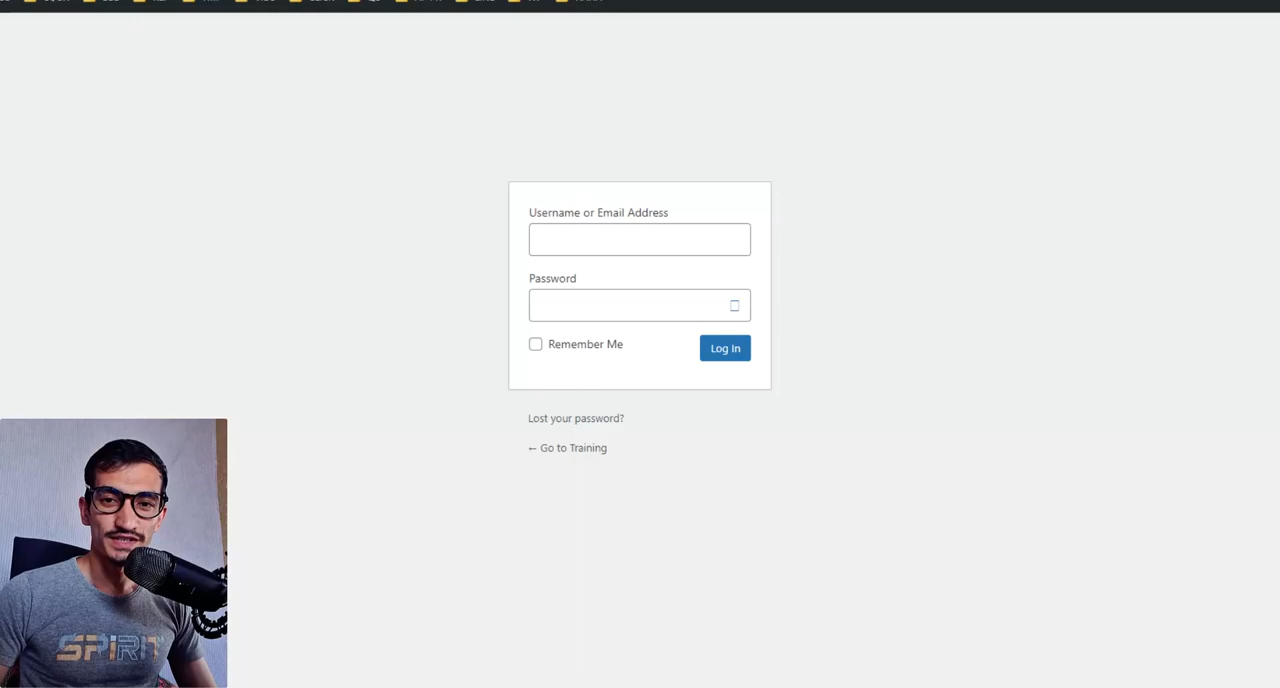 Username or Email Address
Password
Remember Me
Log In
Lost your password?
← Go to Training
SPIRIT